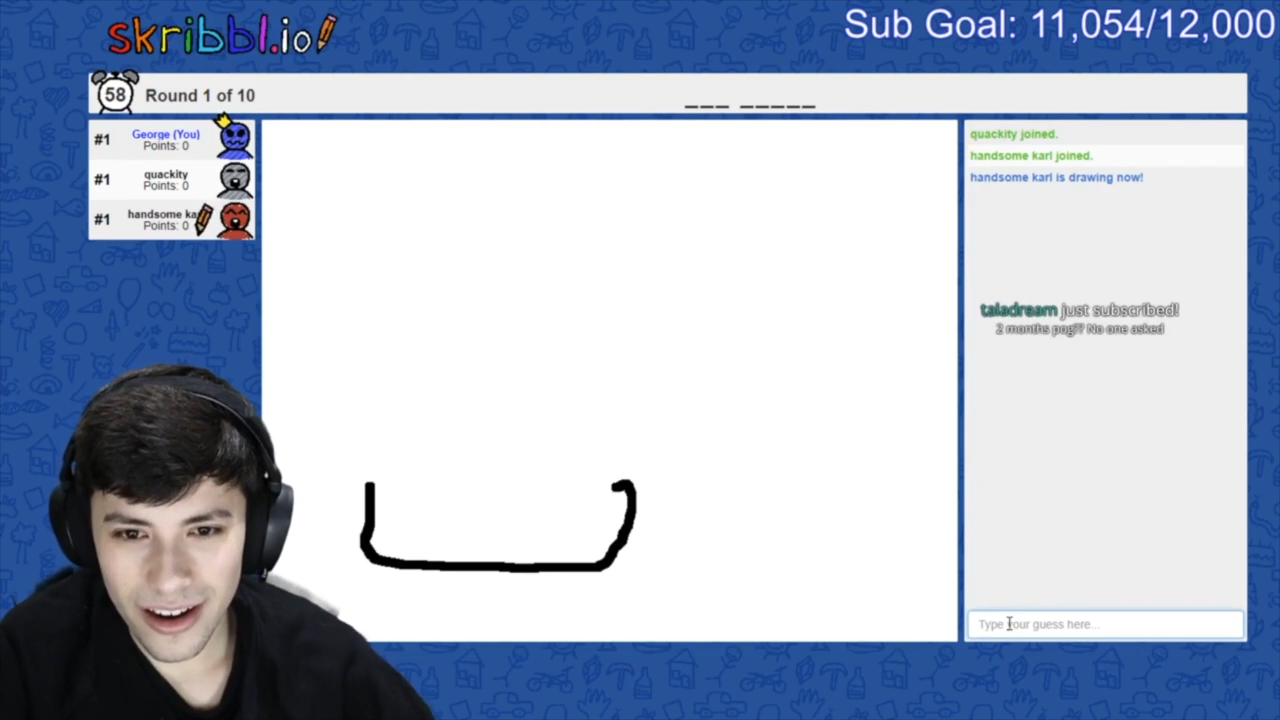 skribbl.io
Sub Goal: 11,054/12,000
58
Round 1 of 10
___ _____
#1
George (You)
Points: 0
#1
quackity
Points: 0
#1
handsome ka
Points: 0
quackity joined.
handsome karl joined.
handsome karl is drawing now!
taladream just subscribed!
2 months pog?? No one asked
Type your guess here...